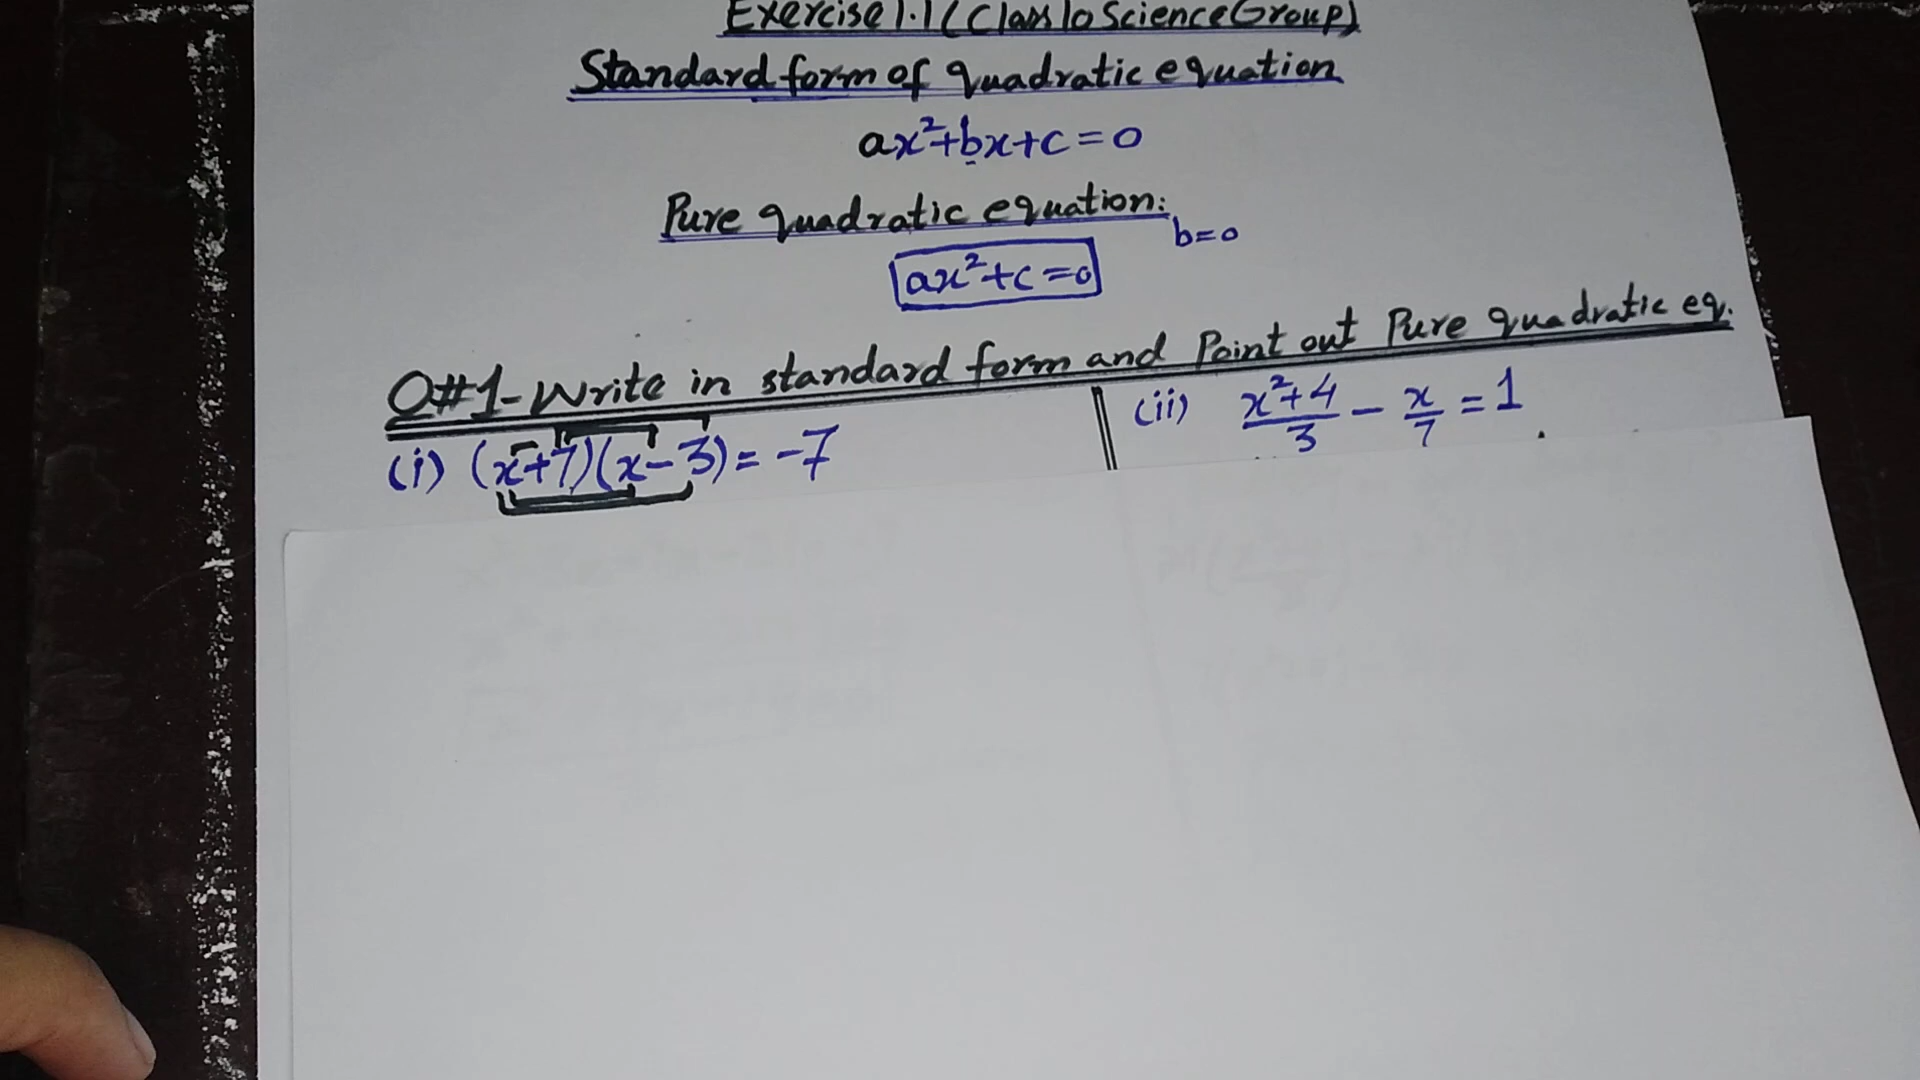 Exercise 1.1 (Class 10 Science Group)
Standard form of quadratic equation
ax²+bx+c=0
Pure quadratic equation:
b=0
ax²+c=0
Q#1-Write in standard form and Point out Pure quadratic eq.
(i) (x+7)(x-3)=-7
(ii) x²+4/3 - x/7 = 1